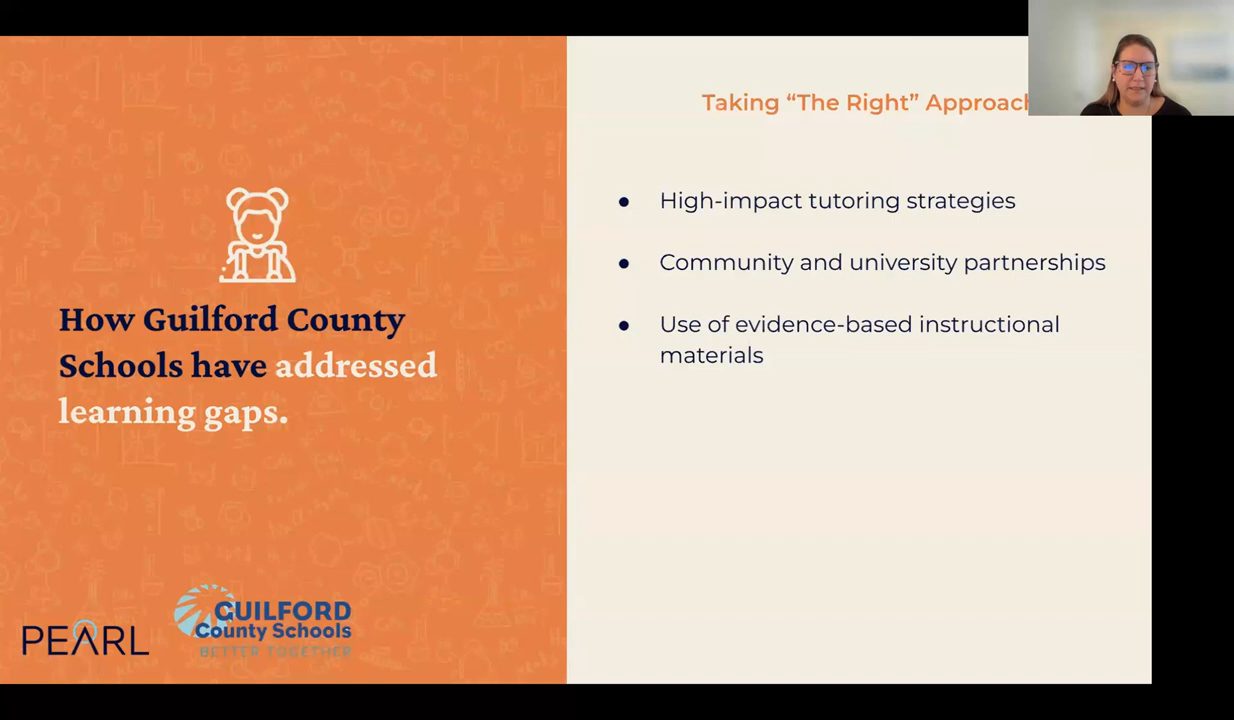 How Guilford County
Schools have addressed
learning gaps.
PEARL
GUILFORD
County Schools
BETTER TOGETHER
Taking “The Right” Approach
● High-impact tutoring strategies
● Community and university partnerships
● Use of evidence-based instructional
materials